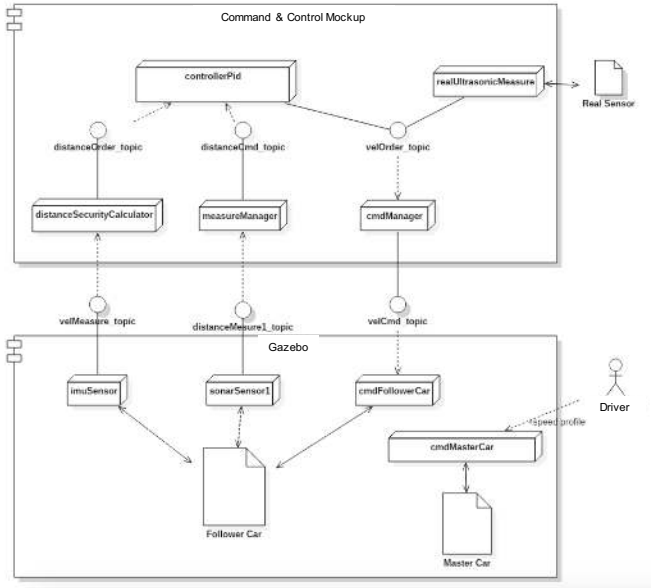 Command & Control Mockup
controllerPid
realUltrasonicMeasure
Real Sensor
distanceOrder_topic
distanceCmd_topic
velOrder_topic
distanceSecurityCalculator
measureManager
cmdManager
velMeasure_topic
distanceMesure1_topic
velCmd_topic
Gazebo
imuSensor
sonarSensor1
cmdFollowerCar
Driver
+speed profile
cmdMasterCar
Follower Car
Master Car